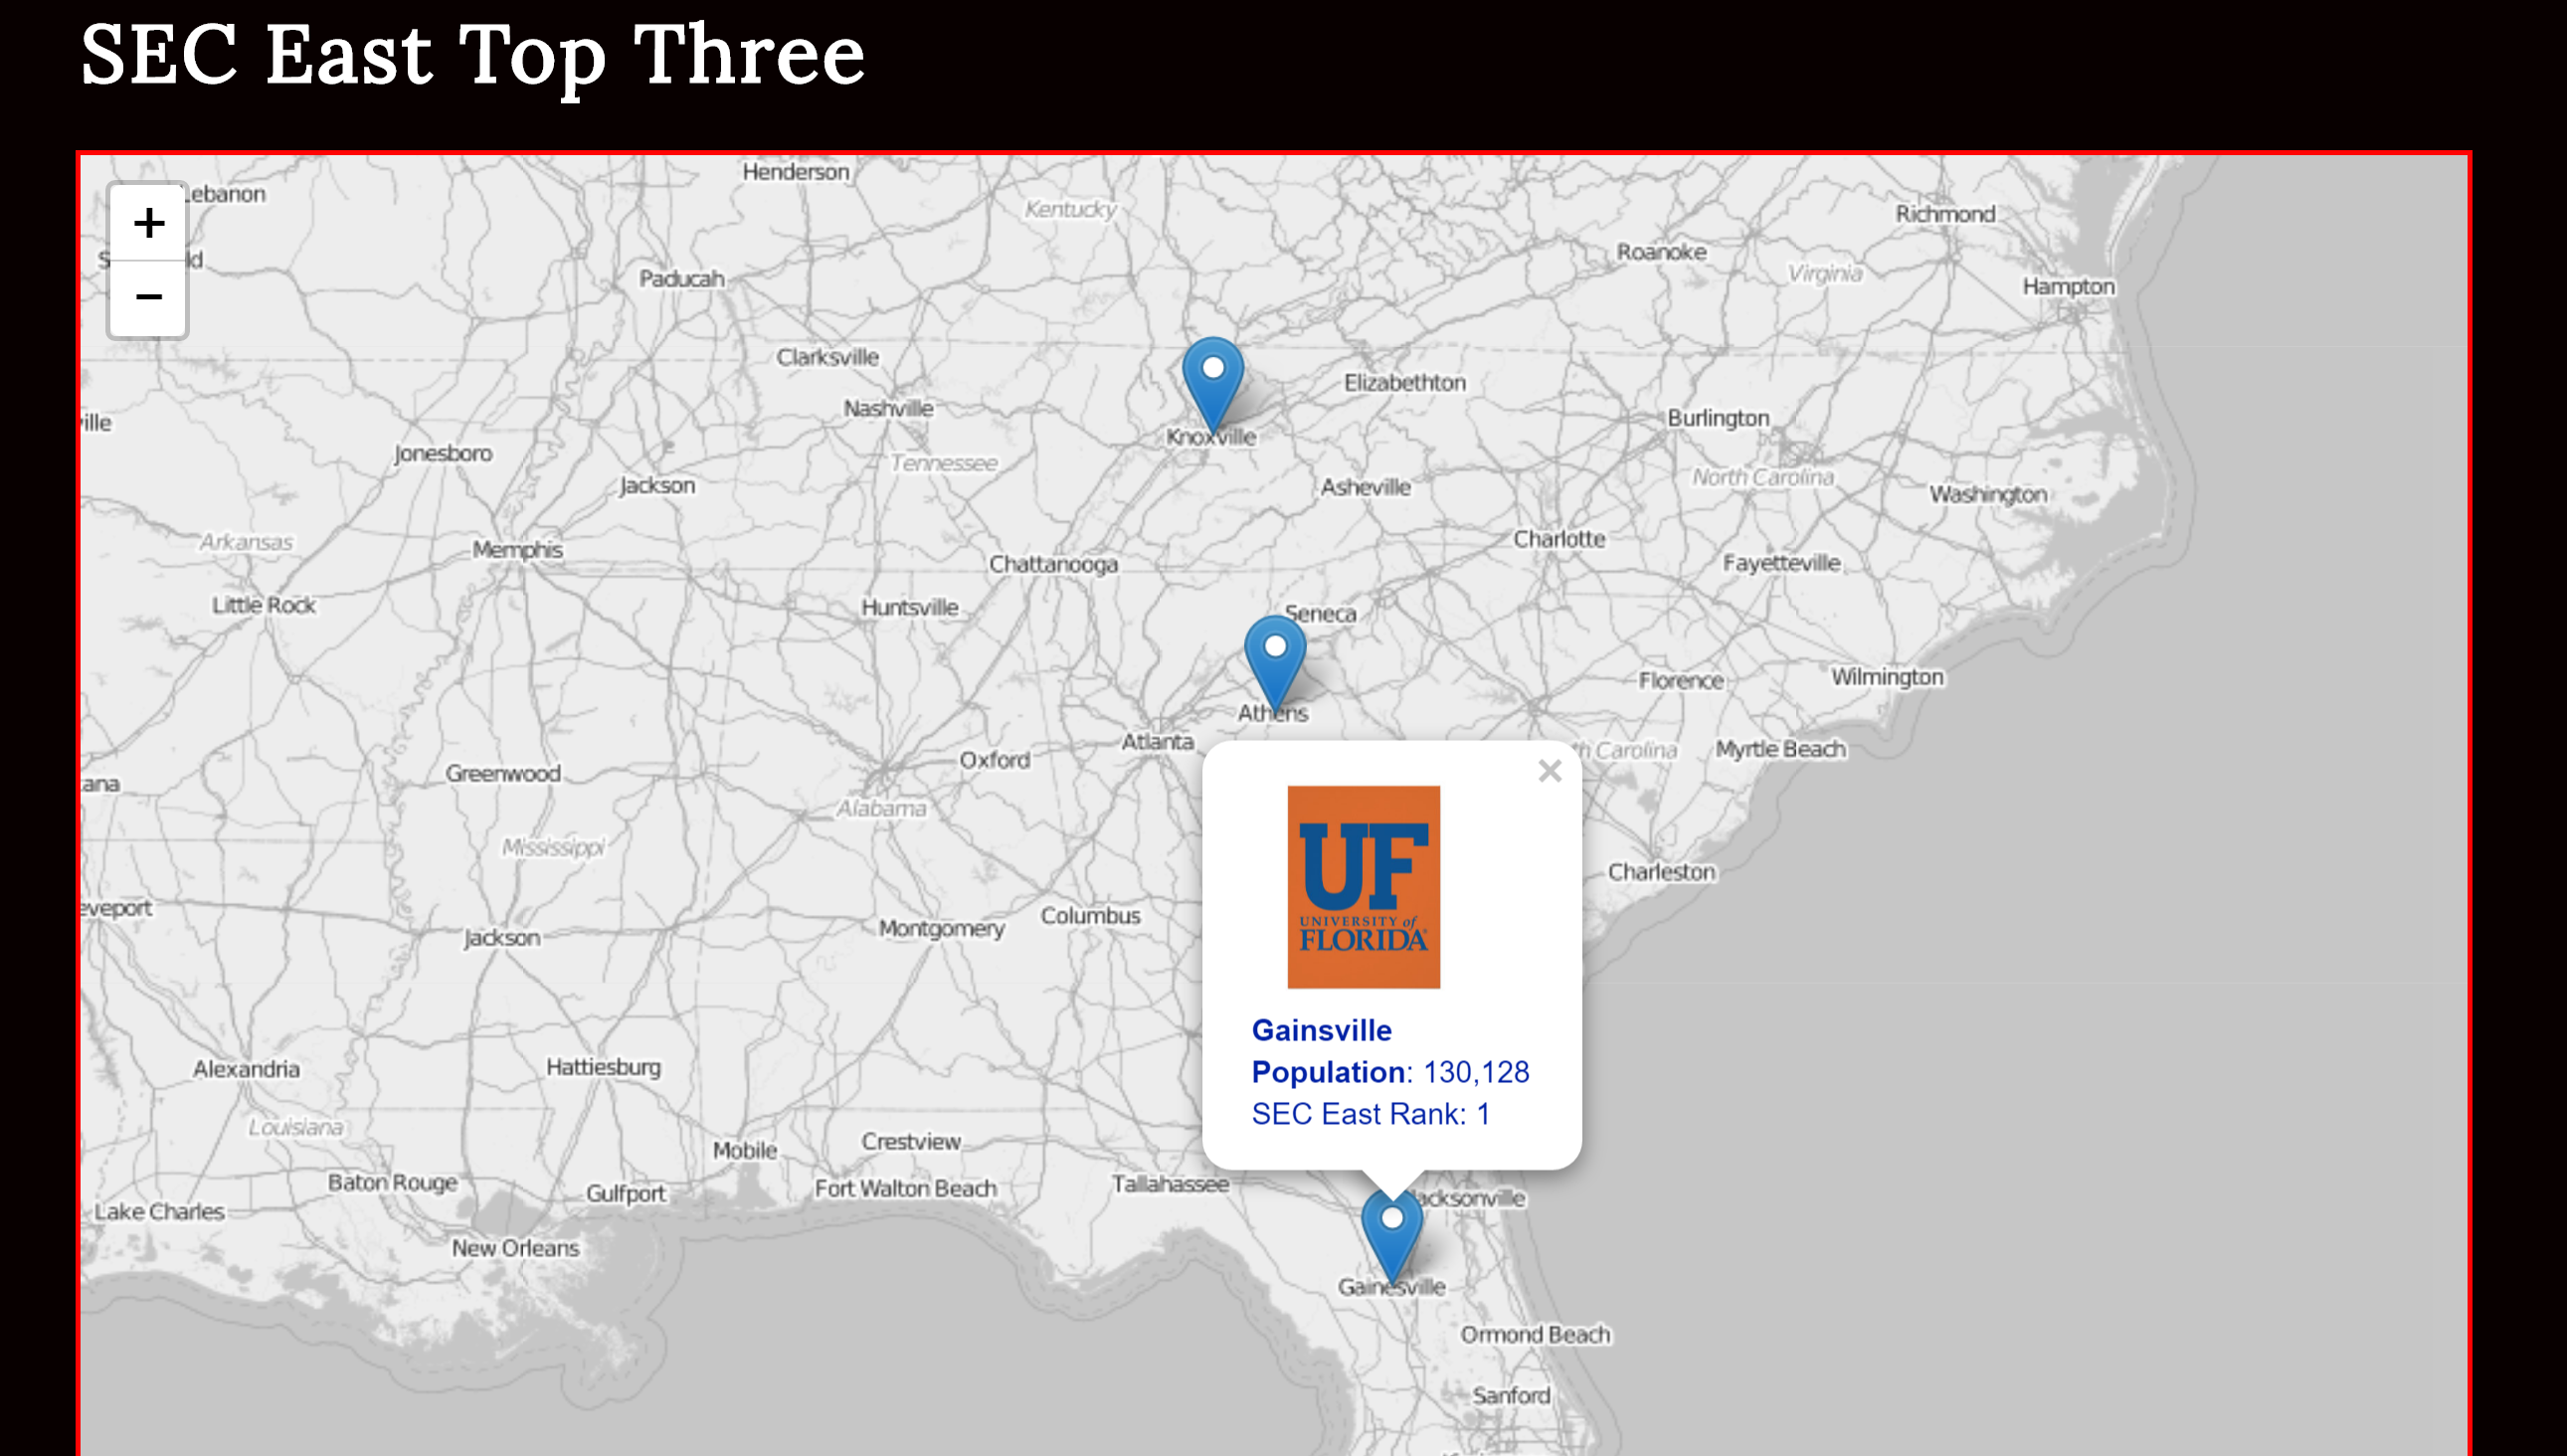 SEC East Top Three
Henderson
+
ebanon
Kentucky
Richmond
Roanoke
−
Virginia
Paducah
Hampton
Clarksville
Elizabethton
Nashville
Burlington
ville
Knoxville
Jonesboro
Tennessee
North Carolina
Jackson
Asheville
Washington
Arkansas
Memphis
Charlotte
Chattanooga
Fayetteville
Little Rock
Huntsville
Seneca
Florence
Wilmington
Athens
Atlanta
th Carolina
Myrtle Beach
Oxford
×
Greenwood
ana
Alabama
Mississippi
UF
UNIVERSITY of
FLORIDA
Charleston
eveport
Columbus
Montgomery
Jackson
Gainsville
Population: 130,128
SEC East Rank: 1
Alexandria
Hattiesburg
Louisiana
Crestview
Mobile
Baton Rouge
Tallahassee
Fort Walton Beach
Gulfport
Jacksonville
Lake Charles
New Orleans
Gainesville
Ormond Beach
Sanford